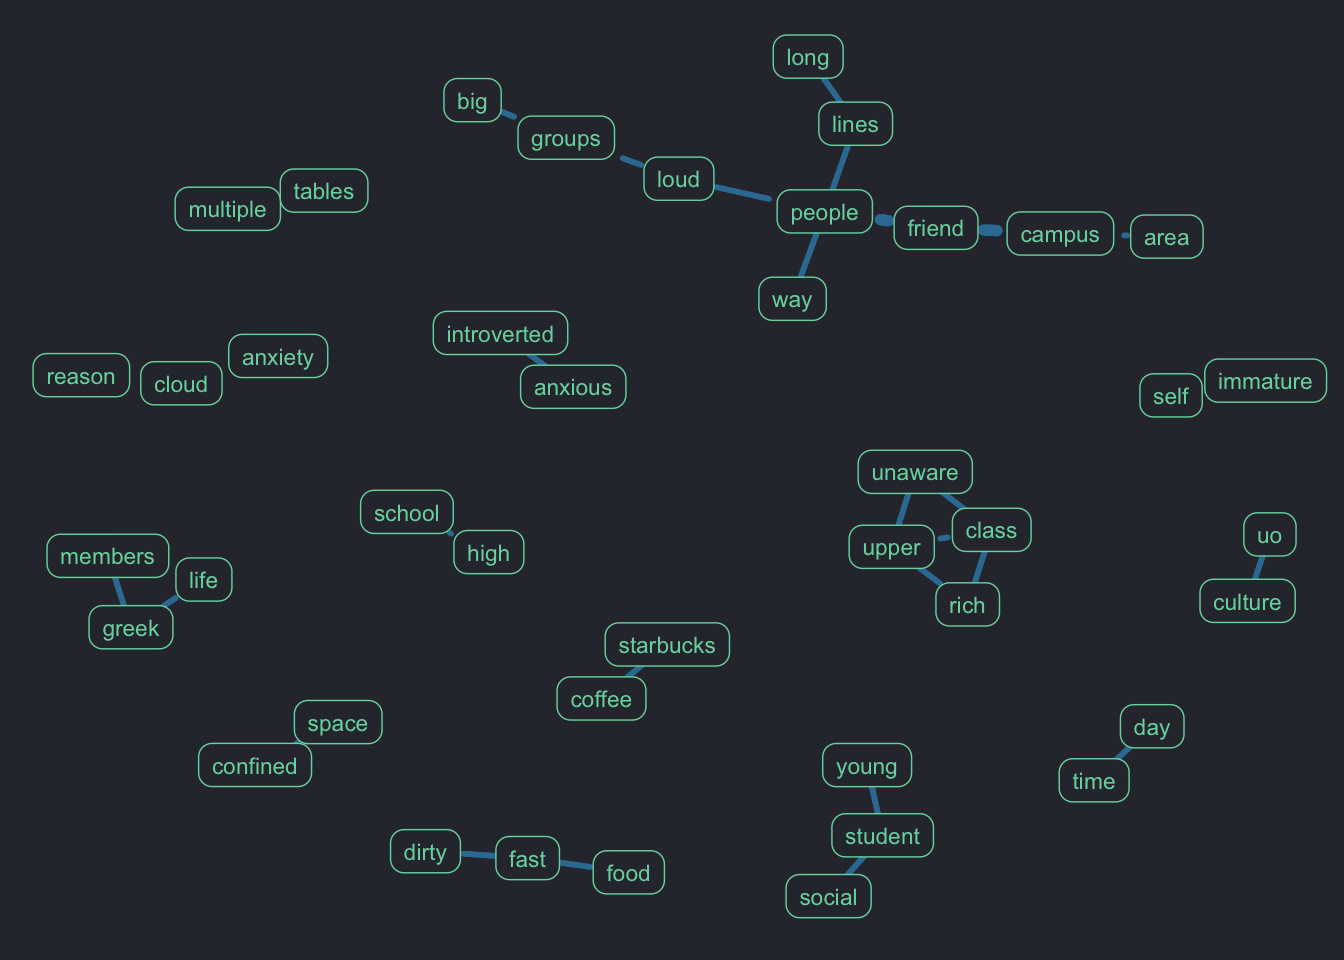 long
big
lines
groups
loud
tables
multiple
people
friend
campus
area
way
introverted
anxiety
reason
cloud
anxious
immature
self
unaware
school
class
uo
high
upper
members
life
rich
culture
greek
starbucks
coffee
space
day
confined
young
time
student
dirty
fast
food
social